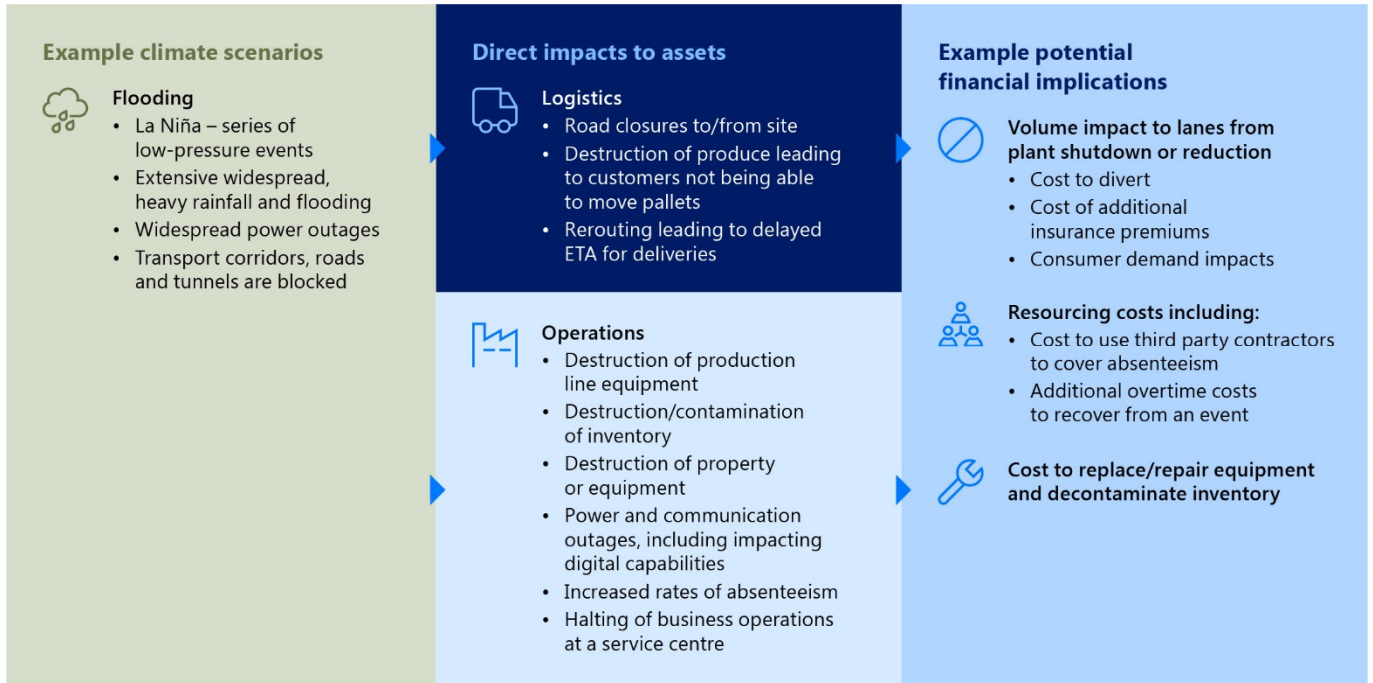 Example climate scenarios
Flooding
• La Niña – series of
low-pressure events
• Extensive widespread,
heavy rainfall and flooding
• Widespread power outages
• Transport corridors, roads
and tunnels are blocked
Direct impacts to assets
Logistics
• Road closures to/from site
• Destruction of produce leading
to customers not being able
to move pallets
• Rerouting leading to delayed
ETA for deliveries
Operations
• Destruction of production
line equipment
• Destruction/contamination
of inventory
• Destruction of property
or equipment
• Power and communication
outages, including impacting
digital capabilities
• Increased rates of absenteeism
• Halting of business operations
at a service centre
Example potential
financial implications
Volume impact to lanes from
plant shutdown or reduction
• Cost to divert
• Cost of additional
insurance premiums
• Consumer demand impacts
Resourcing costs including:
• Cost to use third party contractors
to cover absenteeism
• Additional overtime costs
to recover from an event
Cost to replace/repair equipment
and decontaminate inventory